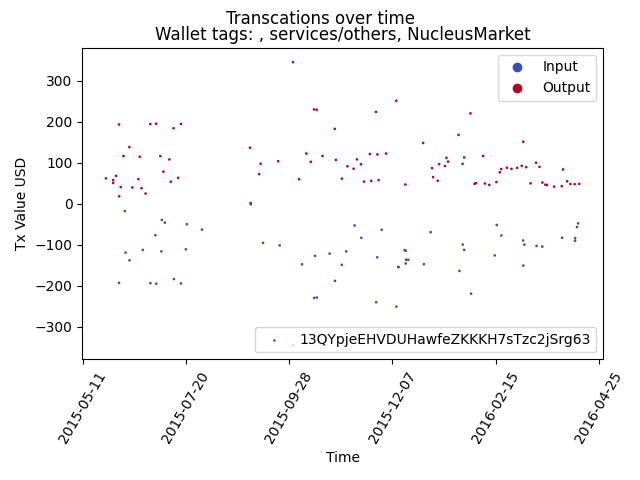 Transcations over time
Wallet tags: , services/others, NucleusMarket
Input
Output
300
200
100
0
−100
−200
−300
Tx Value USD
13QYpjeEHVDUHawfeZKKKH7sTzc2jSrg63
2015-05-11
2015-07-20
2015-09-28
2015-12-07
2016-02-15
2016-04-25
Time